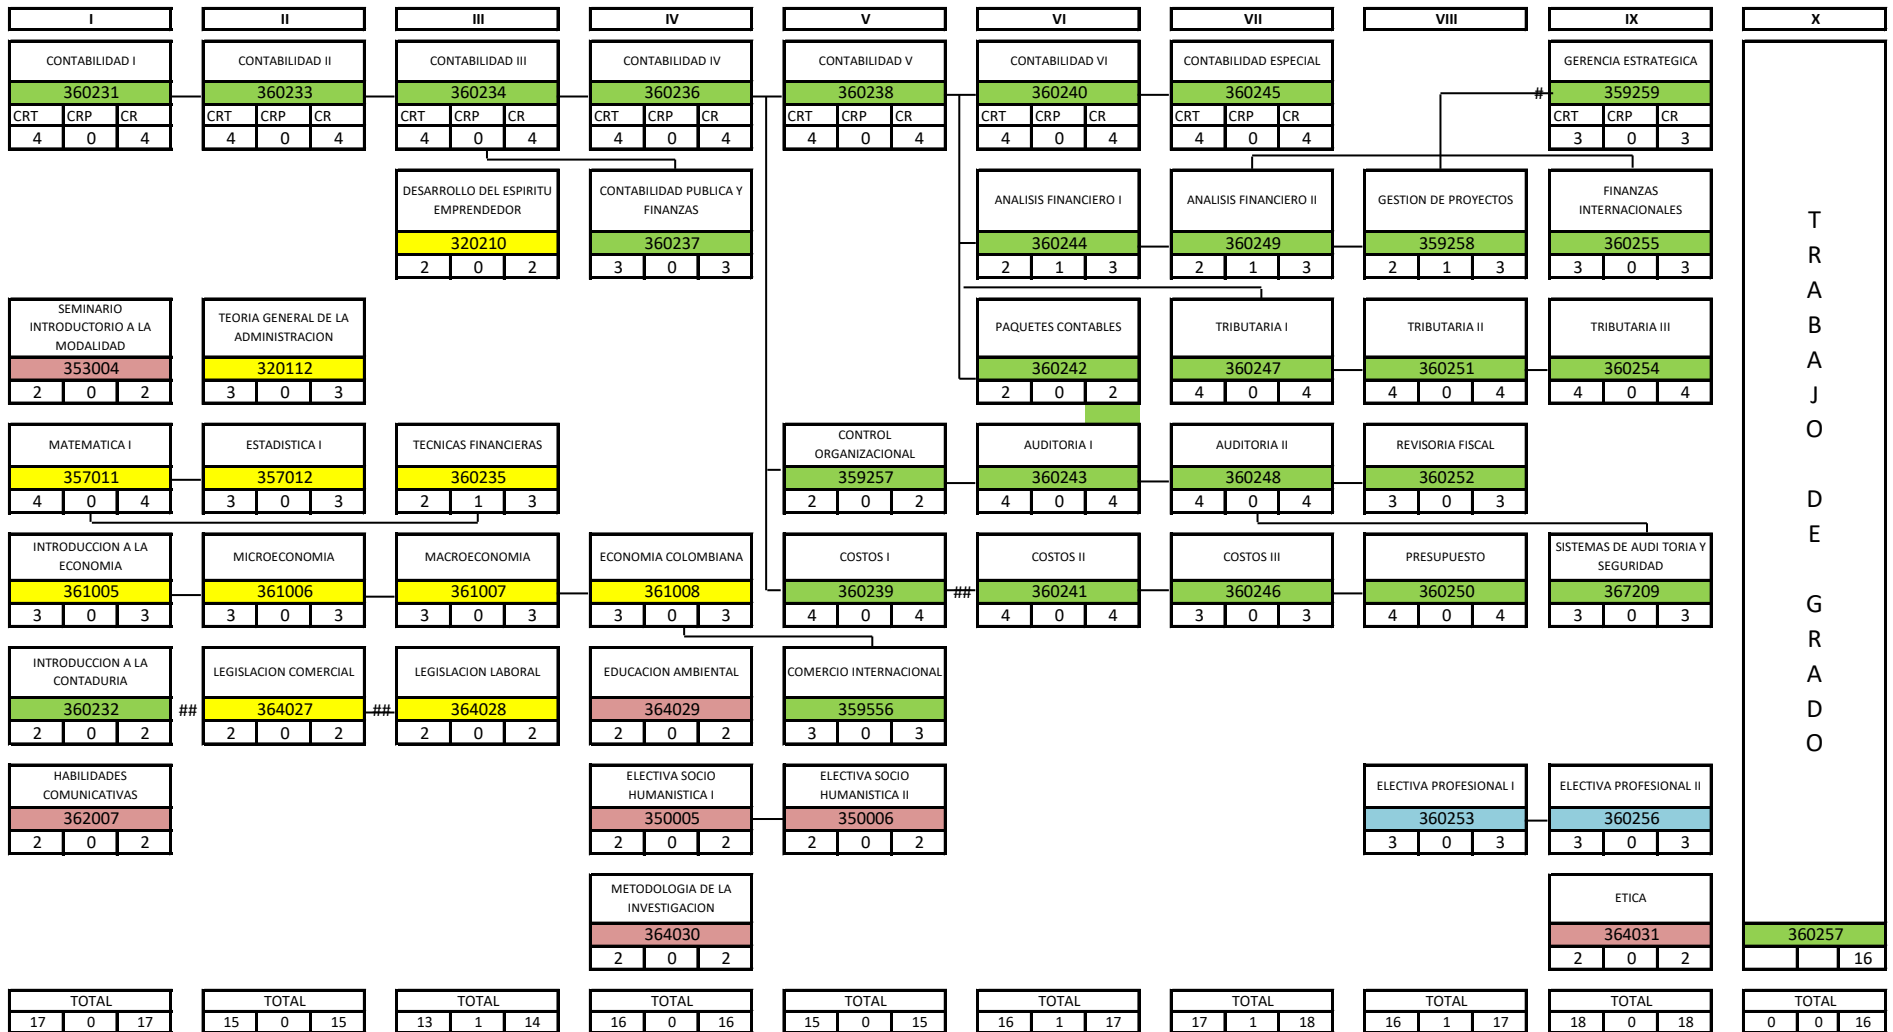 I II III IV V VI VII VIII IX X
CONTABILIDAD I CONTABILIDAD II CONTABILIDAD III CONTABILIDAD IV CONTABILIDAD V CONTABILIDAD VI CONTABILIDAD ESPECIAL GERENCIA ESTRATEGICA
360231 360233 360234 360236 360238 360240 360245 # 359259
CRT CRP CR CRT CRP CR CRT CRP CR CRT CRP CR CRT CRP CR CRT CRP CR CRT CRP CR CRT CRP CR
4 0 4 4 0 4 4 0 4 4 0 4 4 0 4 4 0 4 4 0 4 3 0 3
DESARROLLO DEL ESPIRITU
EMPRENDEDOR
CONTABILIDAD PUBLICA Y
FINANZAS
ANALISIS FINANCIERO I ANALISIS FINANCIERO II GESTION DE PROYECTOS
FINANZAS
INTERNACIONALES
320210 360237 360244 360249 359258 360255
2 0 2 3 0 3 2 1 3 2 1 3 2 1 3 3 0 3
SEMINARIO
INTRODUCTORIO A LA
MODALIDAD
TEORIA GENERAL DE LA
ADMINISTRACION
PAQUETES CONTABLES TRIBUTARIA I TRIBUTARIA II TRIBUTARIA III
353004 320112 360242 360247 360251 360254
2 0 2 3 0 3 2 0 2 4 0 4 4 0 4 4 0 4
MATEMATICA I ESTADISTICA I TECNICAS FINANCIERAS
CONTROL
ORGANIZACIONAL
AUDITORIA I AUDITORIA II REVISORIA FISCAL
357011 357012 360235 359257 360243 360248 360252
4 0 4 3 0 3 2 1 3 2 0 2 4 0 4 4 0 4 3 0 3
INTRODUCCION A LA
ECONOMIA
MICROECONOMIA MACROECONOMIA ECONOMIA COLOMBIANA COSTOS I COSTOS II COSTOS III PRESUPUESTO
SISTEMAS DE AUDI TORIA Y
SEGURIDAD
361005 361006 361007 361008 360239 ## 360241 360246 360250 367209
3 0 3 3 0 3 3 0 3 3 0 3 4 0 4 4 0 4 3 0 3 4 0 4 3 0 3
INTRODUCCION A LA
CONTADURIA
LEGISLACION COMERCIAL LEGISLACION LABORAL EDUCACION AMBIENTAL COMERCIO INTERNACIONAL
360232 ## 364027 ## 364028 364029 359556
2 0 2 2 0 2 2 0 2 2 0 2 3 0 3
HABILIDADES
COMUNICATIVAS
ELECTIVA SOCIO
HUMANISTICA I
ELECTIVA SOCIO
HUMANISTICA II
ELECTIVA PROFESIONAL I ELECTIVA PROFESIONAL II
362007 350005 350006 360253 360256
2 0 2 2 0 2 2 0 2 3 0 3 3 0 3
METODOLOGIA DE LA
INVESTIGACION
ETICA
364030 364031
2 0 2 2 0 2
T
R
A
B
A
J
O
D
E
G
R
A
D
O
360257
16
TOTAL TOTAL TOTAL TOTAL TOTAL TOTAL TOTAL TOTAL TOTAL TOTAL
17 0 17 15 0 15 13 1 14 16 0 16 15 0 15 16 1 17 17 1 18 16 1 17 18 0 18 0 0 16